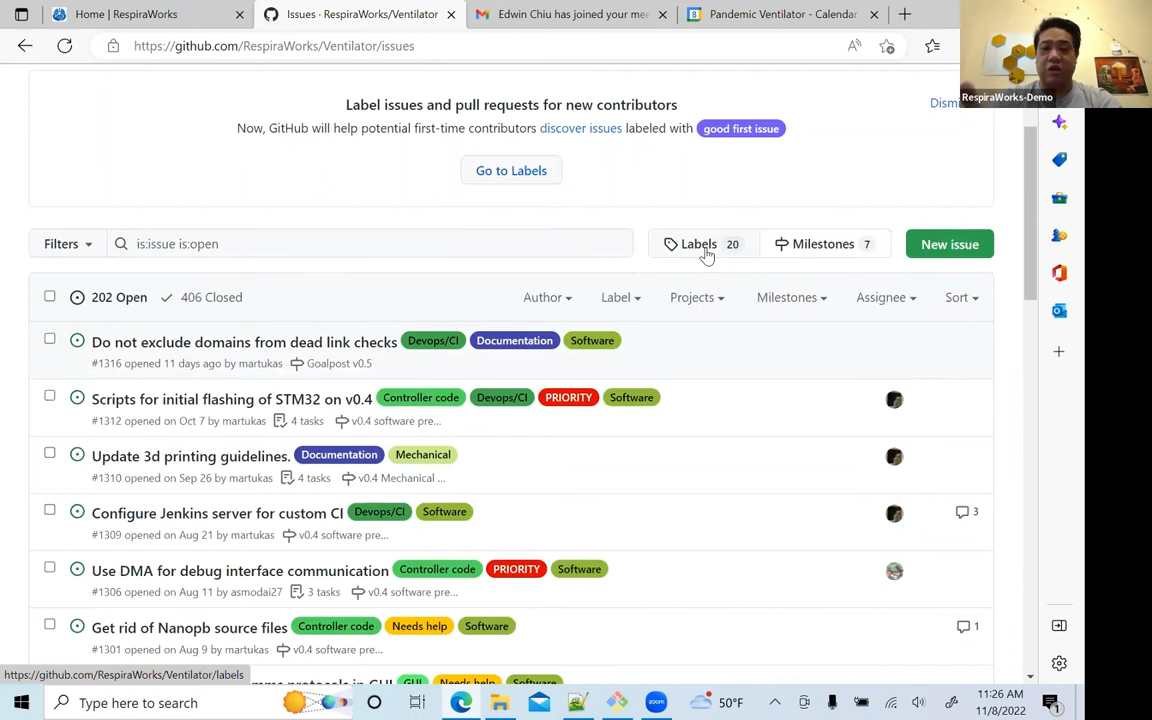 Home | RespiraWorks
Issues · RespiraWorks/Ventilator
Edwin Chiu has joined your mee
Pandemic Ventilator - Calendar
https://github.com/RespiraWorks/Ventilator/issues
RespiraWorks-Demo
Label issues and pull requests for new contributors
Dism
Now, GitHub will help potential first-time contributors discover issues labeled with good first issue
Go to Labels
Filters
is:issue is:open
Labels 20
Milestones 7
New issue
202 Open
406 Closed
Author
Label
Projects
Milestones
Assignee
Sort
Do not exclude domains from dead link checks Devops/CI Documentation Software
#1316 opened 11 days ago by martukas Goalpost v0.5
Scripts for initial flashing of STM32 on v0.4 Controller code Devops/CI PRIORITY Software
#1312 opened on Oct 7 by martukas 4 tasks v0.4 software pre...
Update 3d printing guidelines. Documentation Mechanical
#1310 opened on Sep 26 by martukas 4 tasks v0.4 Mechanical ...
Configure Jenkins server for custom CI Devops/CI Software 3
#1309 opened on Aug 21 by martukas v0.4 software pre...
Use DMA for debug interface communication Controller code PRIORITY Software
#1306 opened on Aug 11 by asmodai27 3 tasks v0.4 software pre...
Get rid of Nanopb source files Controller code Needs help Software 1
#1301 opened on Aug 9 by martukas v0.4 software pre...
https://github.com/RespiraWorks/Ventilator/labels
protocols in GUI GUI Needs help Software
Type here to search
50°F
11:26 AM
11/8/2022
1